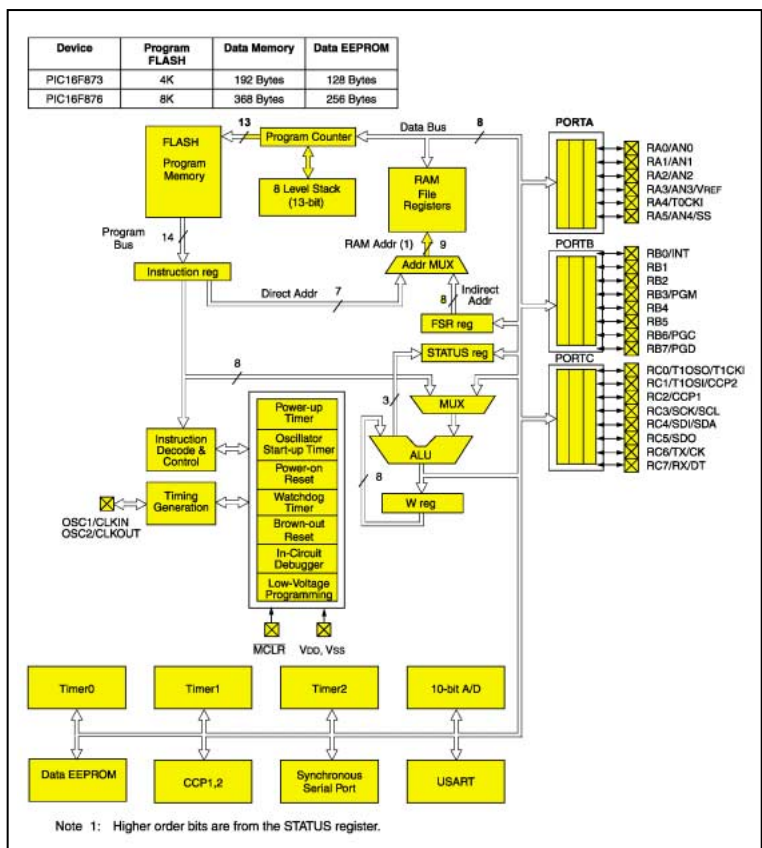 Device Program FLASH Data Memory Data EEPROM
PIC16F873 4K 192 Bytes 128 Bytes
PIC16F876 8K 368 Bytes 256 Bytes
13
FLASH
Program
Memory
Program Counter
Data Bus
8
8 Level Stack
(13-bit)
RAM
File
Registers
Program
Bus
14
RAM Addr (1)
9
Addr MUX
Instruction reg
Direct Addr
7
8
Indirect
Addr
FSR reg
STATUS reg
8
3
MUX
ALU
8
W reg
Instruction
Decode &
Control
Timing
Generation
OSC1/CLKIN
OSC2/CLKOUT
Power-up
Timer
Oscillator
Start-up Timer
Power-on
Reset
Watchdog
Timer
Brown-out
Reset
In-Circuit
Debugger
Low-Voltage
Programming
MCLR
VDD, VSS
PORTA
RA0/AN0
RA1/AN1
RA2/AN2
RA3/AN3/VREF
RA4/T0CKI
RA5/AN4/SS
PORTB
RB0/INT
RB1
RB2
RB3/PGM
RB4
RB5
RB6/PGC
RB7/PGD
PORTC
RC0/T1OSO/T1CKI
RC1/T1OSI/CCP2
RC2/CCP1
RC3/SCK/SCL
RC4/SDI/SDA
RC5/SDO
RC6/TX/CK
RC7/RX/DT
Timer0
Timer1
Timer2
10-bit A/D
Data EEPROM
CCP1,2
Synchronous
Serial Port
USART
Note 1: Higher order bits are from the STATUS register.